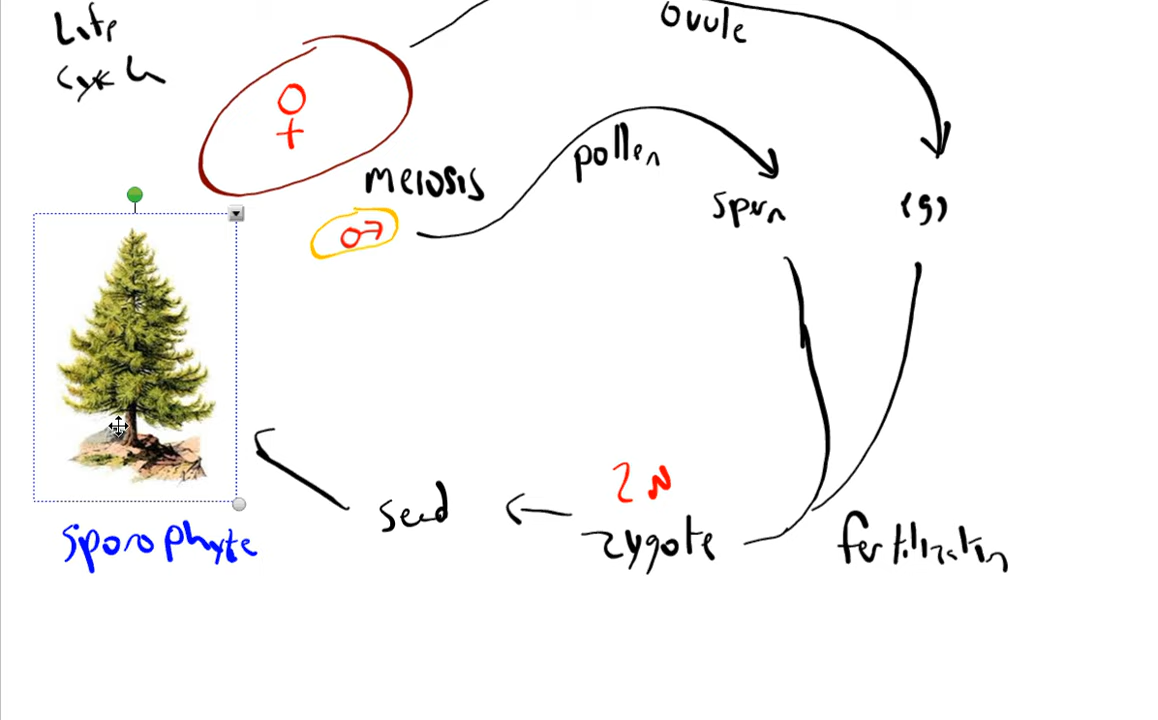 Life
cycle
ovule
♀
pollen
meiosis
♂
sperm
egg
2N
seed
zygote
fertilization
sporophyte